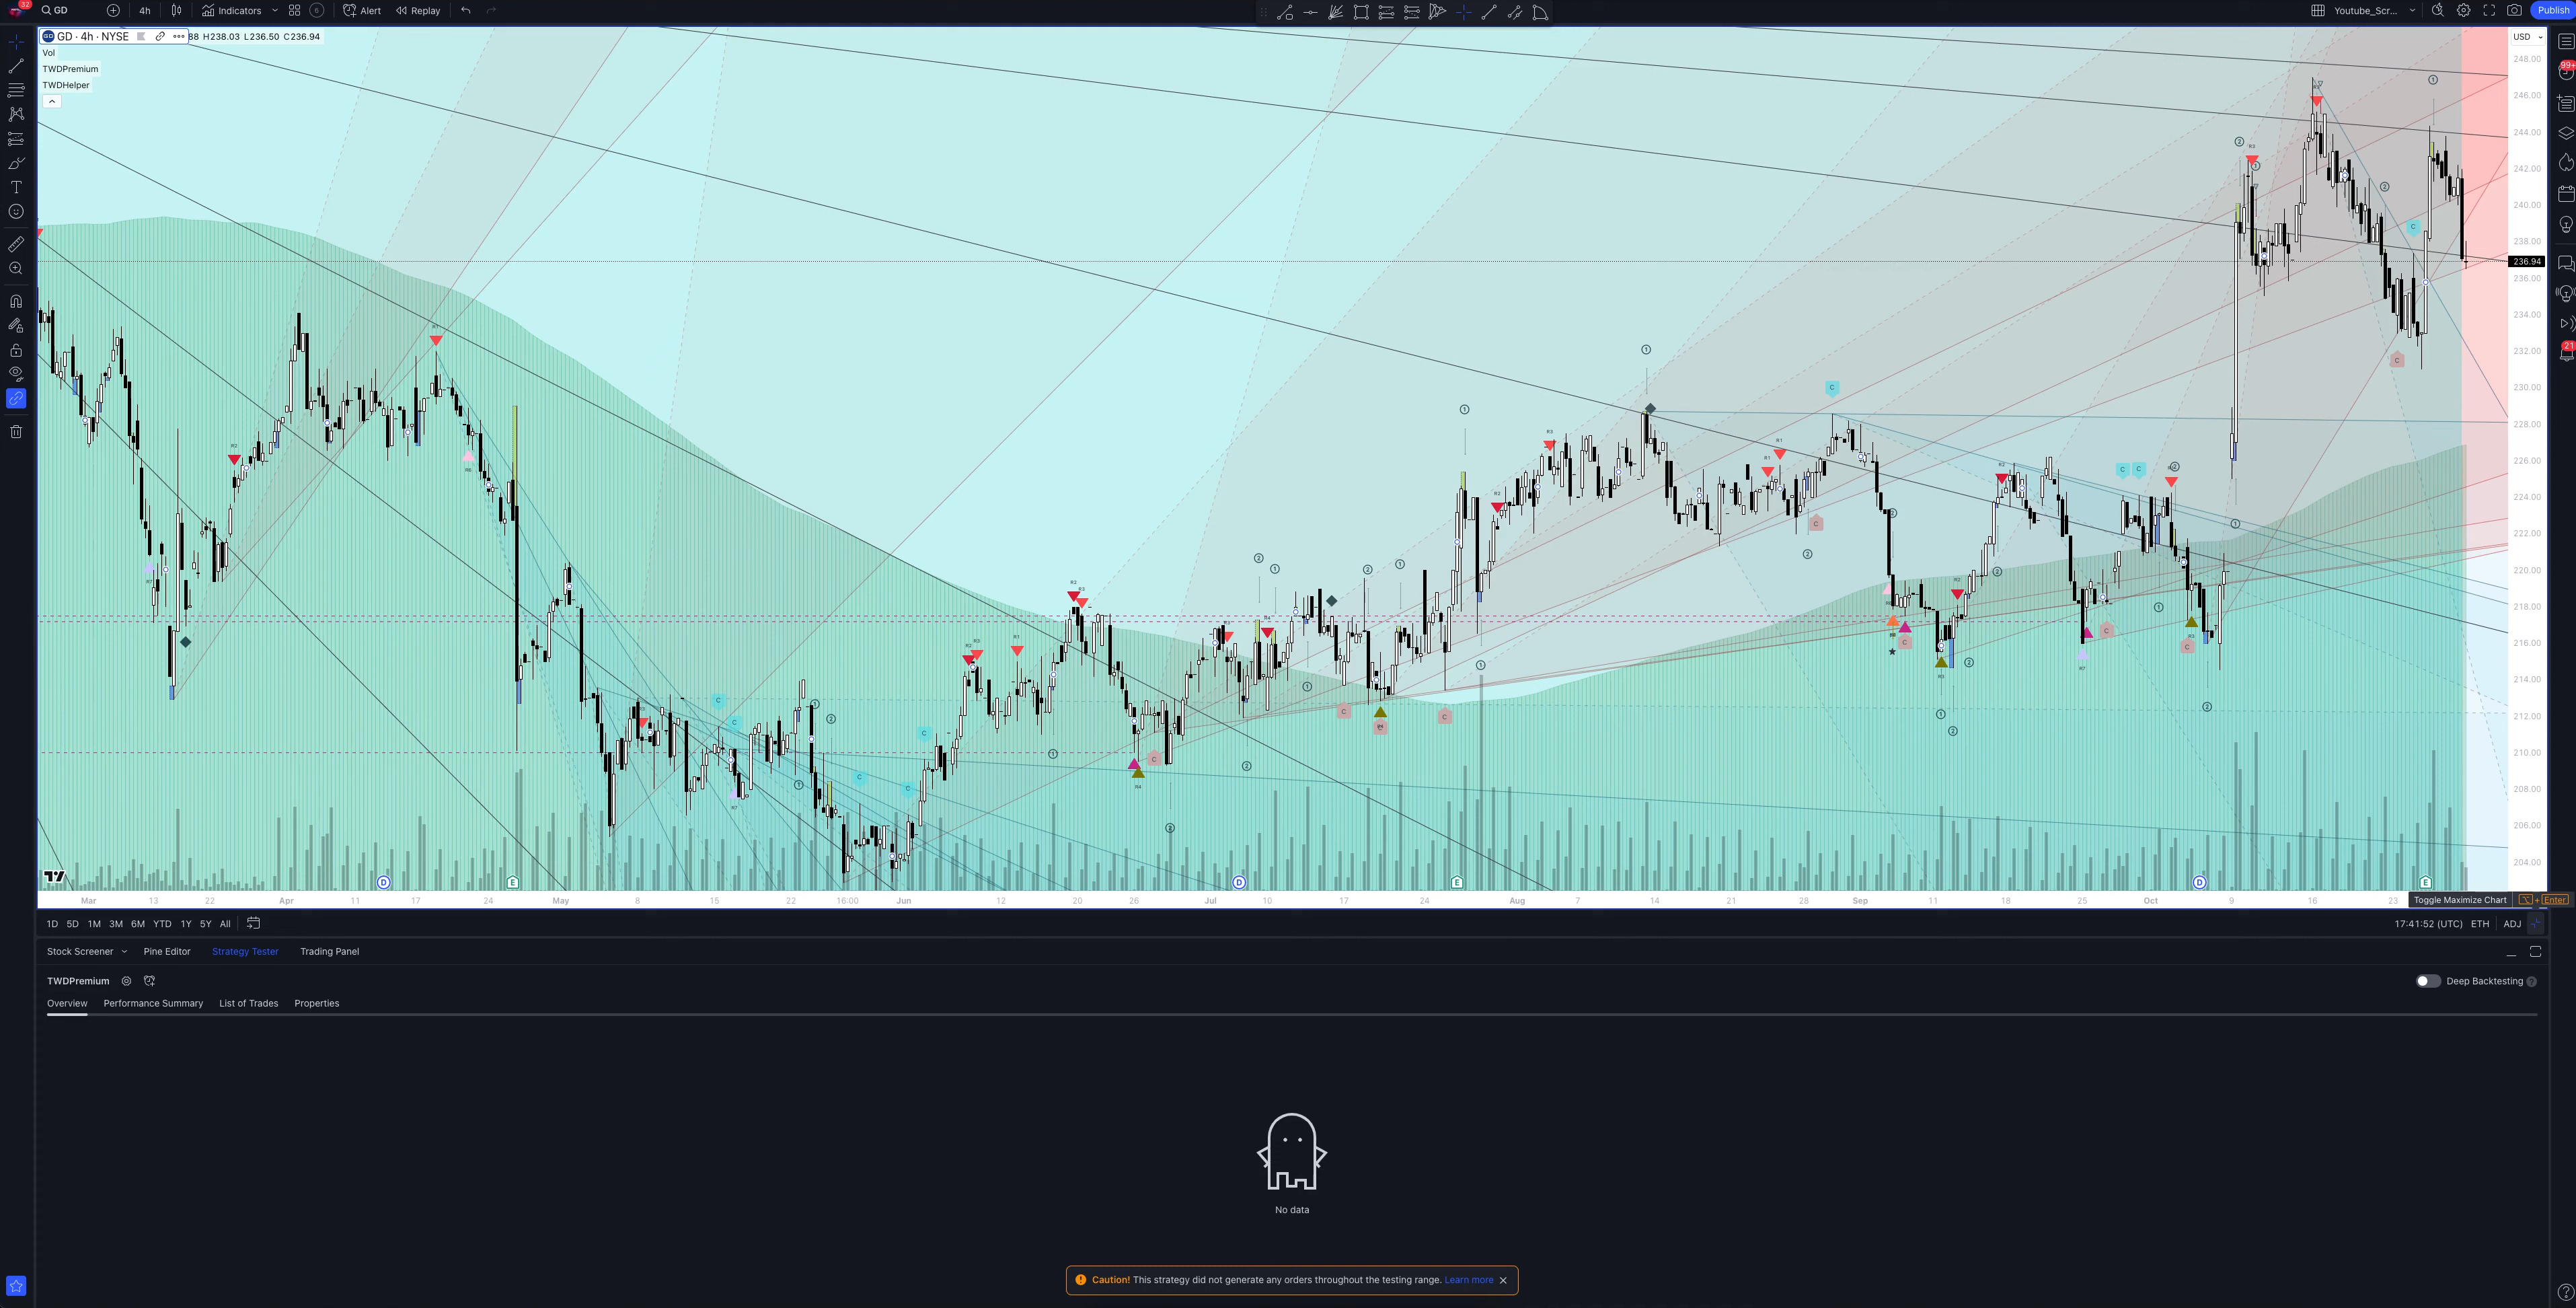 32
GD
4h
Indicators
Alert
Replay
Youtube_Scr...
Publish
GD · 4h · NYSE
88 H238.03 L236.50 C236.94
Vol
TWDPremium
TWDHelper
USD
248.00
246.00
244.00
242.00
240.00
238.00
236.94
236.00
234.00
232.00
230.00
228.00
226.00
224.00
222.00
220.00
218.00
216.00
214.00
212.00
210.00
208.00
206.00
204.00
99+
21
Mar 13 22 Apr 11 17 24 May 8 15 22 16:00 Jun 12 20 26 Jul 10 17 24 Aug 7 14 21 28 Sep 11 18 25 Oct 9 16 23
Toggle Maximize Chart + Enter
D E D E D E
1D 5D 1M 3M 6M YTD 1Y 5Y All
17:41:52 (UTC) ETH ADJ
Stock Screener Pine Editor Strategy Tester Trading Panel
TWDPremium
Deep Backtesting
Overview Performance Summary List of Trades Properties
No data
Caution! This strategy did not generate any orders throughout the testing range. Learn more